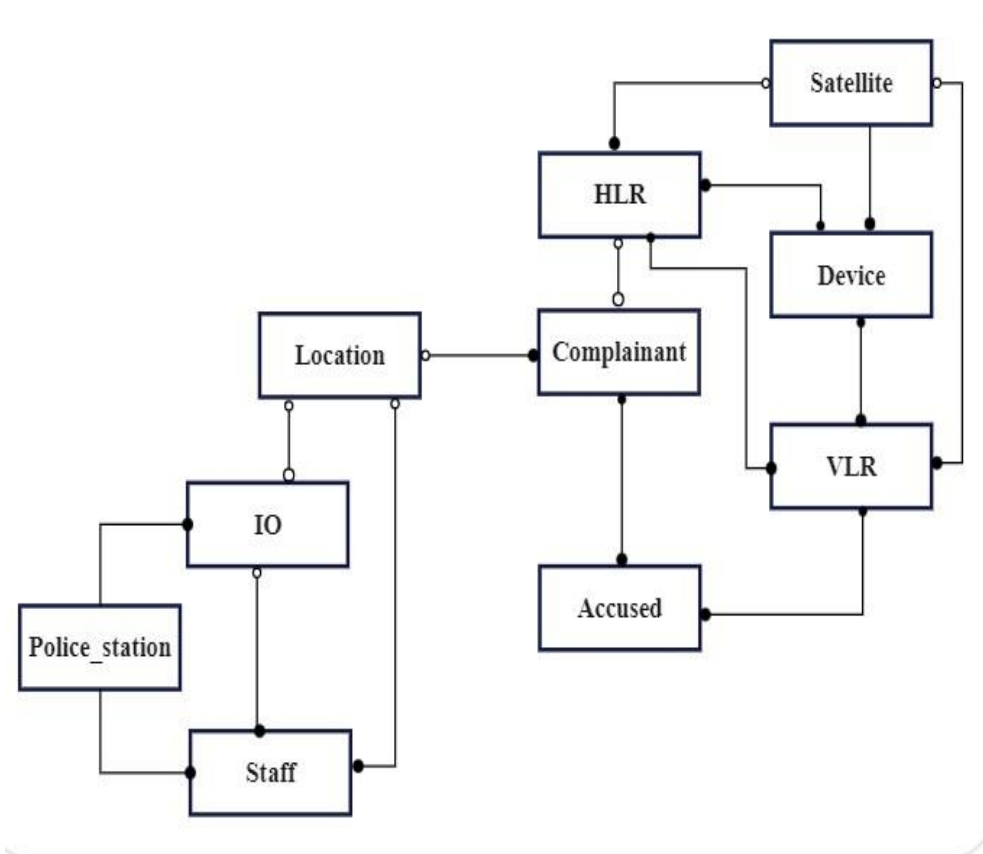 Satellite
HLR
Device
Location
Complainant
VLR
IO
Accused
Police_station
Staff